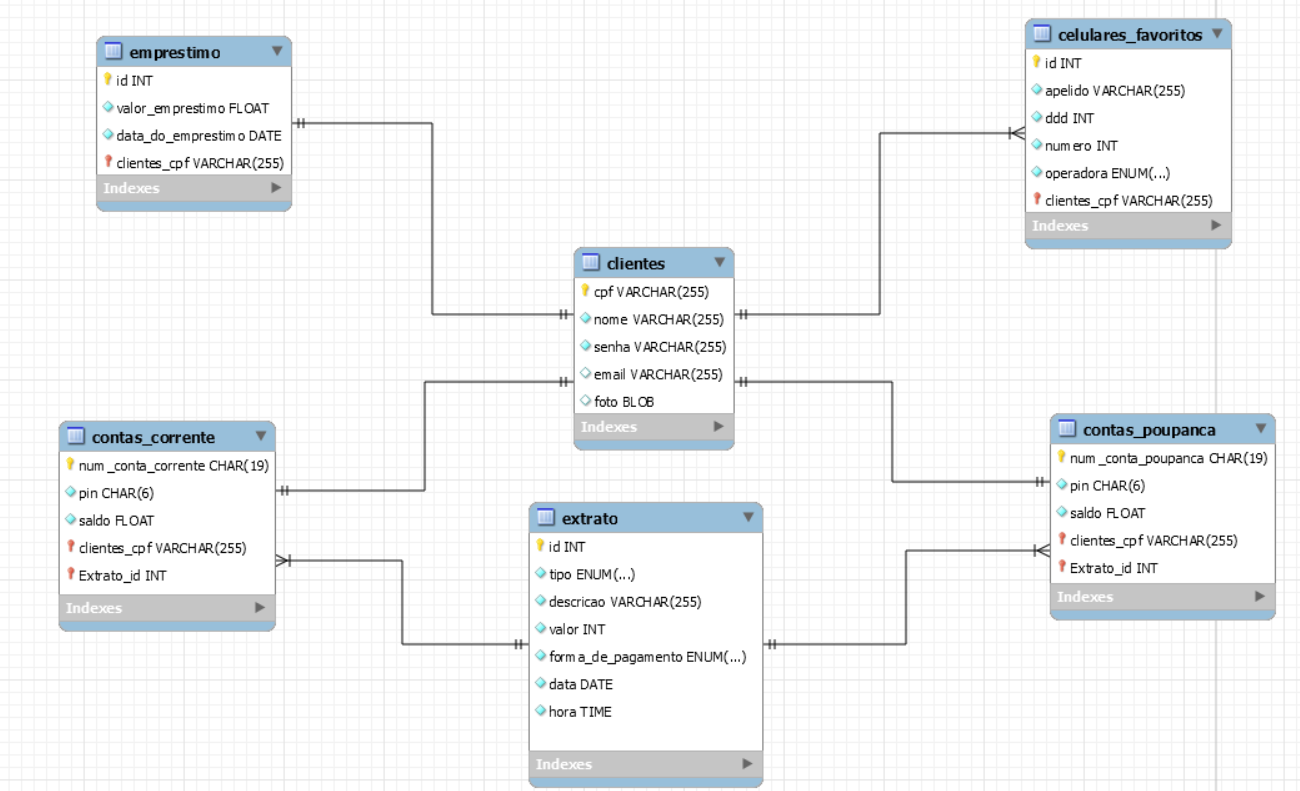 emprestimo
id INT
valor_emprestimo FLOAT
data_do_emprestimo DATE
clientes_cpf VARCHAR(255)
Indexes
celulares_favoritos
id INT
apelido VARCHAR(255)
ddd INT
numero INT
operadora ENUM(...)
clientes_cpf VARCHAR(255)
Indexes
clientes
cpf VARCHAR(255)
nome VARCHAR(255)
senha VARCHAR(255)
email VARCHAR(255)
foto BLOB
Indexes
contas_corrente
num_conta_corrente CHAR(19)
pin CHAR(6)
saldo FLOAT
clientes_cpf VARCHAR(255)
Extrato_id INT
Indexes
extrato
id INT
tipo ENUM(...)
descricao VARCHAR(255)
valor INT
forma_de_pagamento ENUM(...)
data DATE
hora TIME
Indexes
contas_poupanca
num_conta_poupanca CHAR(19)
pin CHAR(6)
saldo FLOAT
clientes_cpf VARCHAR(255)
Extrato_id INT
Indexes